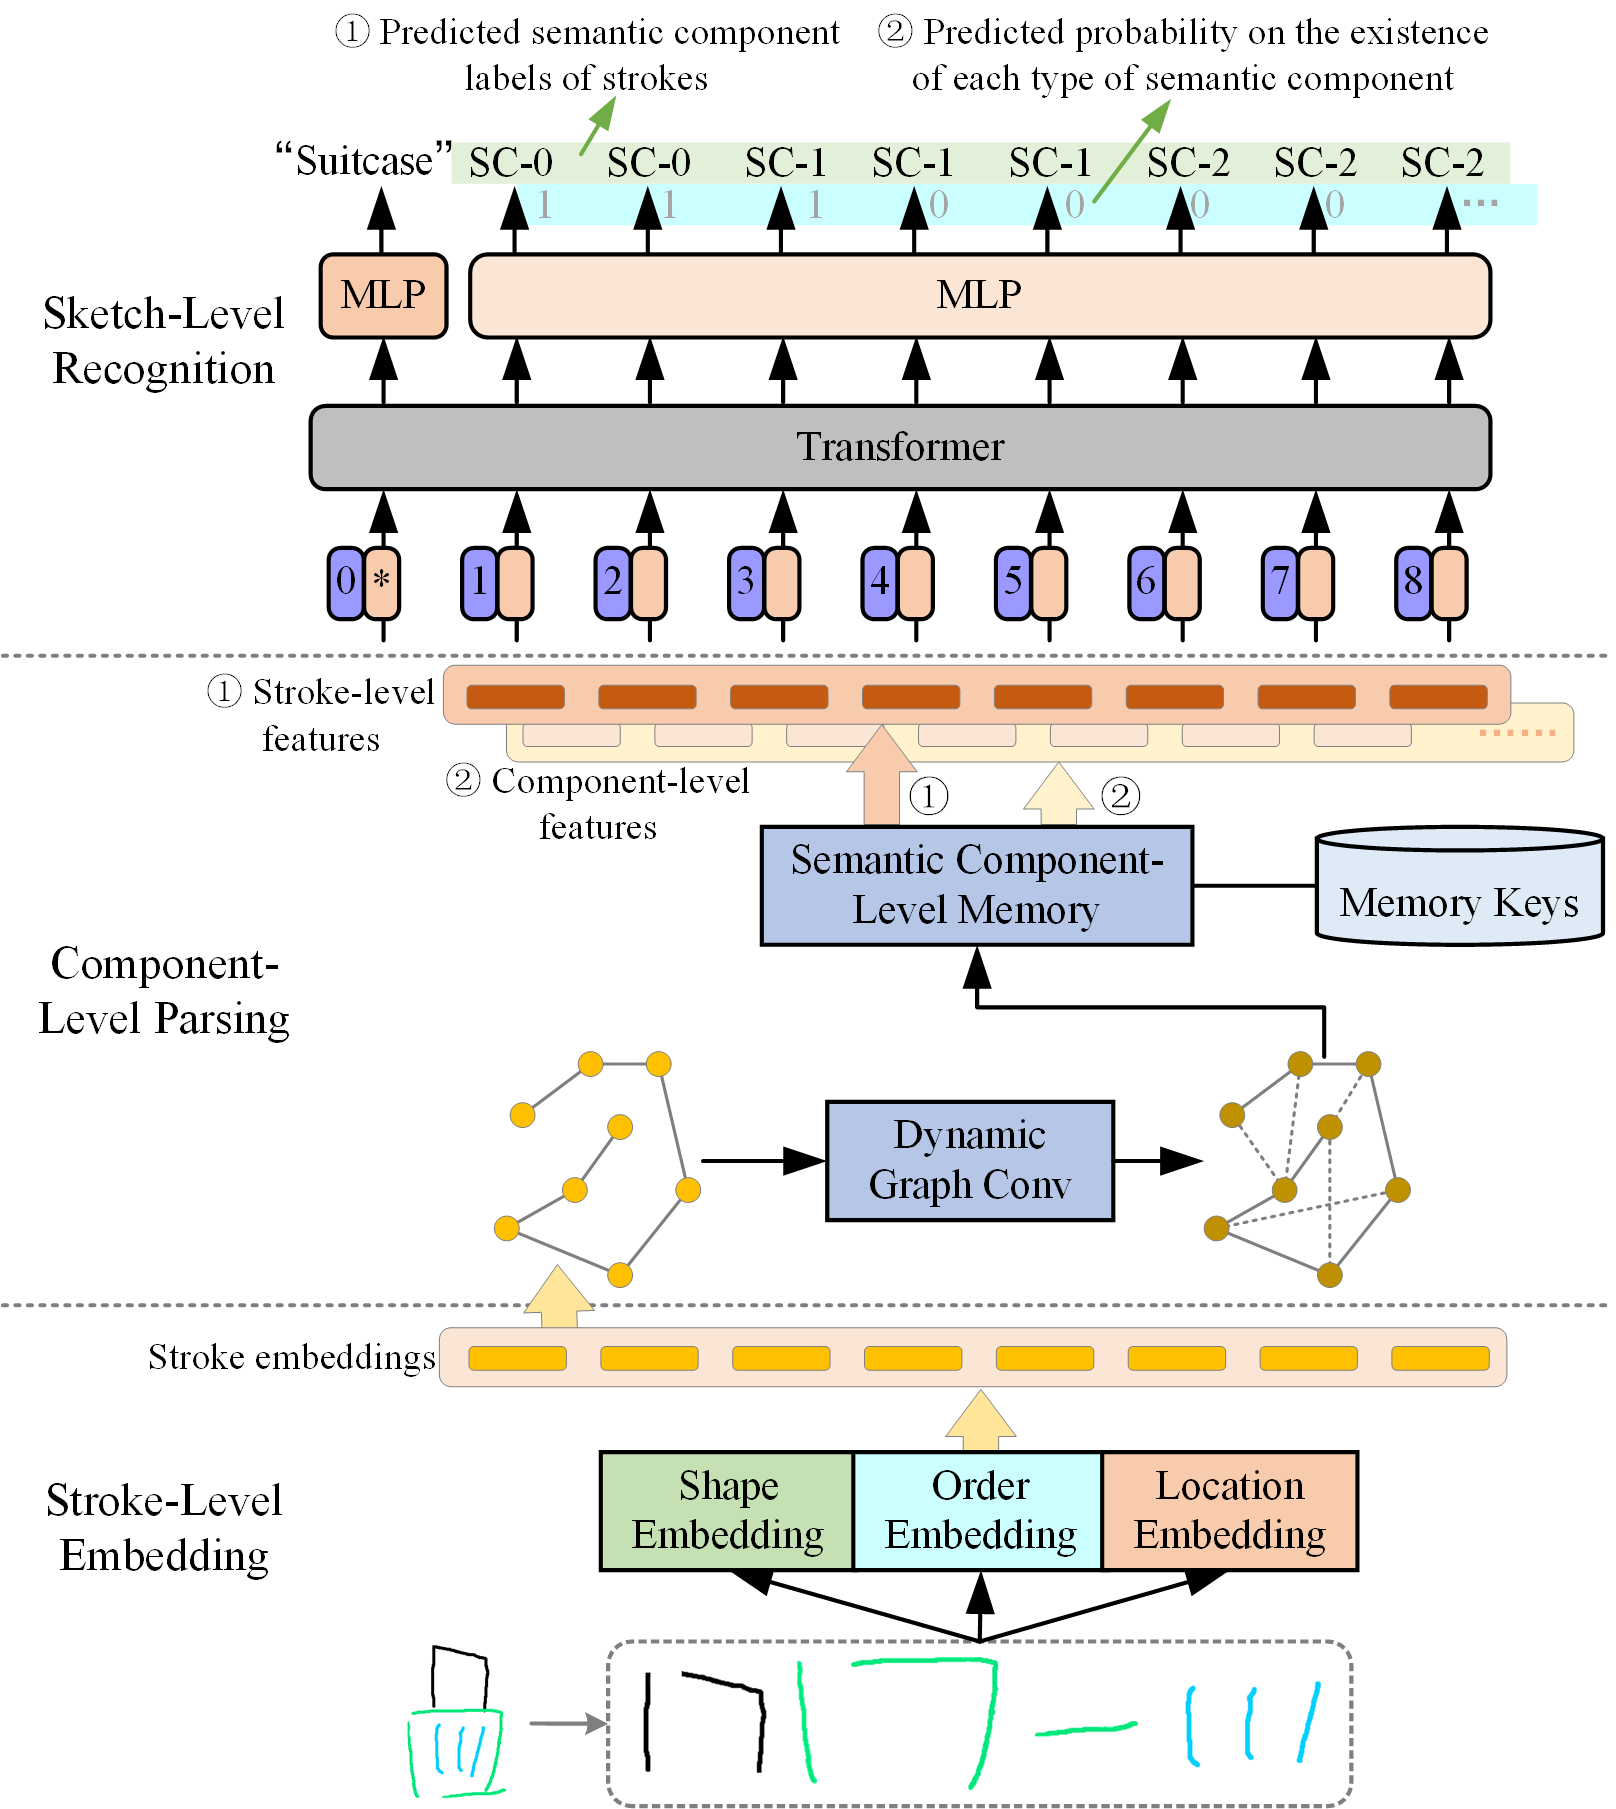 ① Predicted semantic component
labels of strokes
② Predicted probability on the existence
of each type of semantic component
“Suitcase” SC-0 SC-0 SC-1 SC-1 SC-1 SC-2 SC-2 SC-2
1 1 1 0 0 0 0 ...
MLP MLP
Sketch-Level
Recognition
Transformer
0 * 1 2 3 4 5 6 7 8
① Stroke-level
features
② Component-level
features
① ②
Semantic Component-
Level Memory
Memory Keys
Component-
Level Parsing
Dynamic
Graph Conv
Stroke embeddings
Shape
Embedding
Order
Embedding
Location
Embedding
Stroke-Level
Embedding